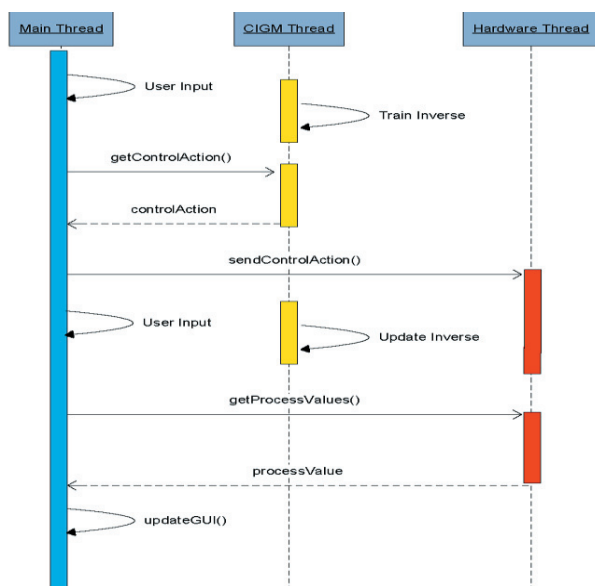 Main Thread
CIGM Thread
Hardware Thread
User Input
Train Inverse
getControlAction()
controlAction
sendControlAction()
User Input
Update Inverse
getProcessValues()
processValue
updateGUI()